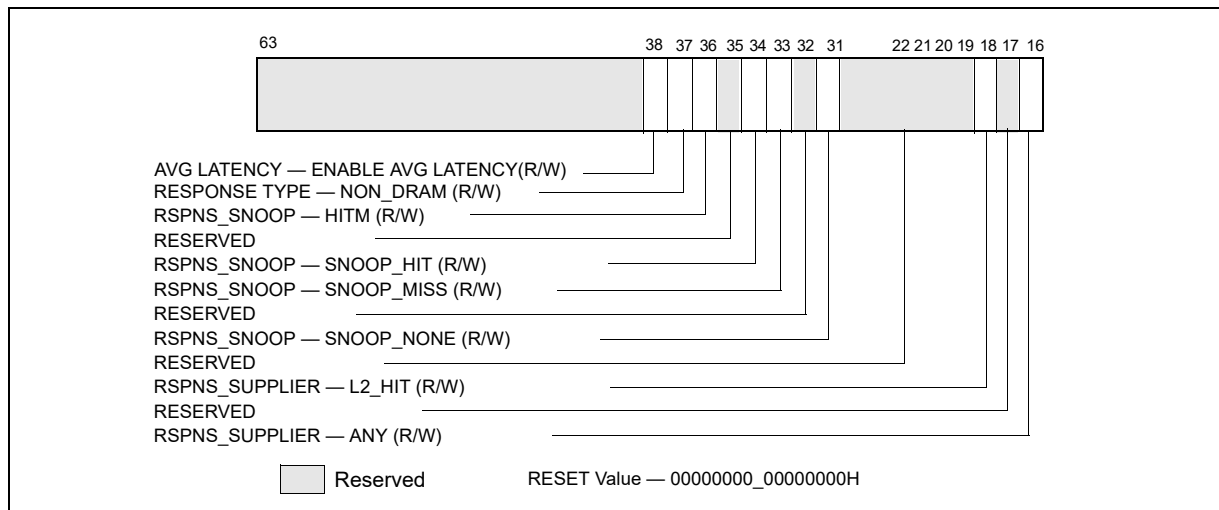 63 38 37 36 35 34 33 32 31 22 21 20 19 18 17 16
AVG LATENCY — ENABLE AVG LATENCY(R/W)
RESPONSE TYPE — NON_DRAM (R/W)
RSPNS_SNOOP — HITM (R/W)
RESERVED
RSPNS_SNOOP — SNOOP_HIT (R/W)
RSPNS_SNOOP — SNOOP_MISS (R/W)
RESERVED
RSPNS_SNOOP — SNOOP_NONE (R/W)
RESERVED
RSPNS_SUPPLIER — L2_HIT (R/W)
RESERVED
RSPNS_SUPPLIER — ANY (R/W)
Reserved RESET Value — 00000000_00000000H